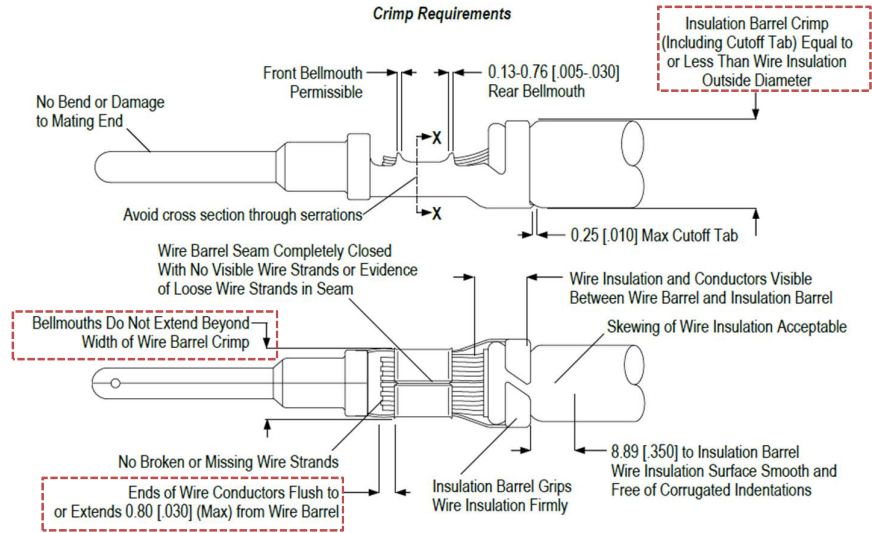 Crimp Requirements
Insulation Barrel Crimp
(Including Cutoff Tab) Equal to
or Less Than Wire Insulation
Outside Diameter
Front Bellmouth
Permissible
0.13-0.76 [.005-.030]
Rear Bellmouth
No Bend or Damage
to Mating End
X
X
Avoid cross section through serrations
0.25 [.010] Max Cutoff Tab
Wire Barrel Seam Completely Closed
With No Visible Wire Strands or Evidence
of Loose Wire Strands in Seam
Wire Insulation and Conductors Visible
Between Wire Barrel and Insulation Barrel
Bellmouths Do Not Extend Beyond
Width of Wire Barrel Crimp
Skewing of Wire Insulation Acceptable
No Broken or Missing Wire Strands
Ends of Wire Conductors Flush to
or Extends 0.80 [.030] (Max) from Wire Barrel
Insulation Barrel Grips
Wire Insulation Firmly
8.89 [.350] to Insulation Barrel
Wire Insulation Surface Smooth and
Free of Corrugated Indentations